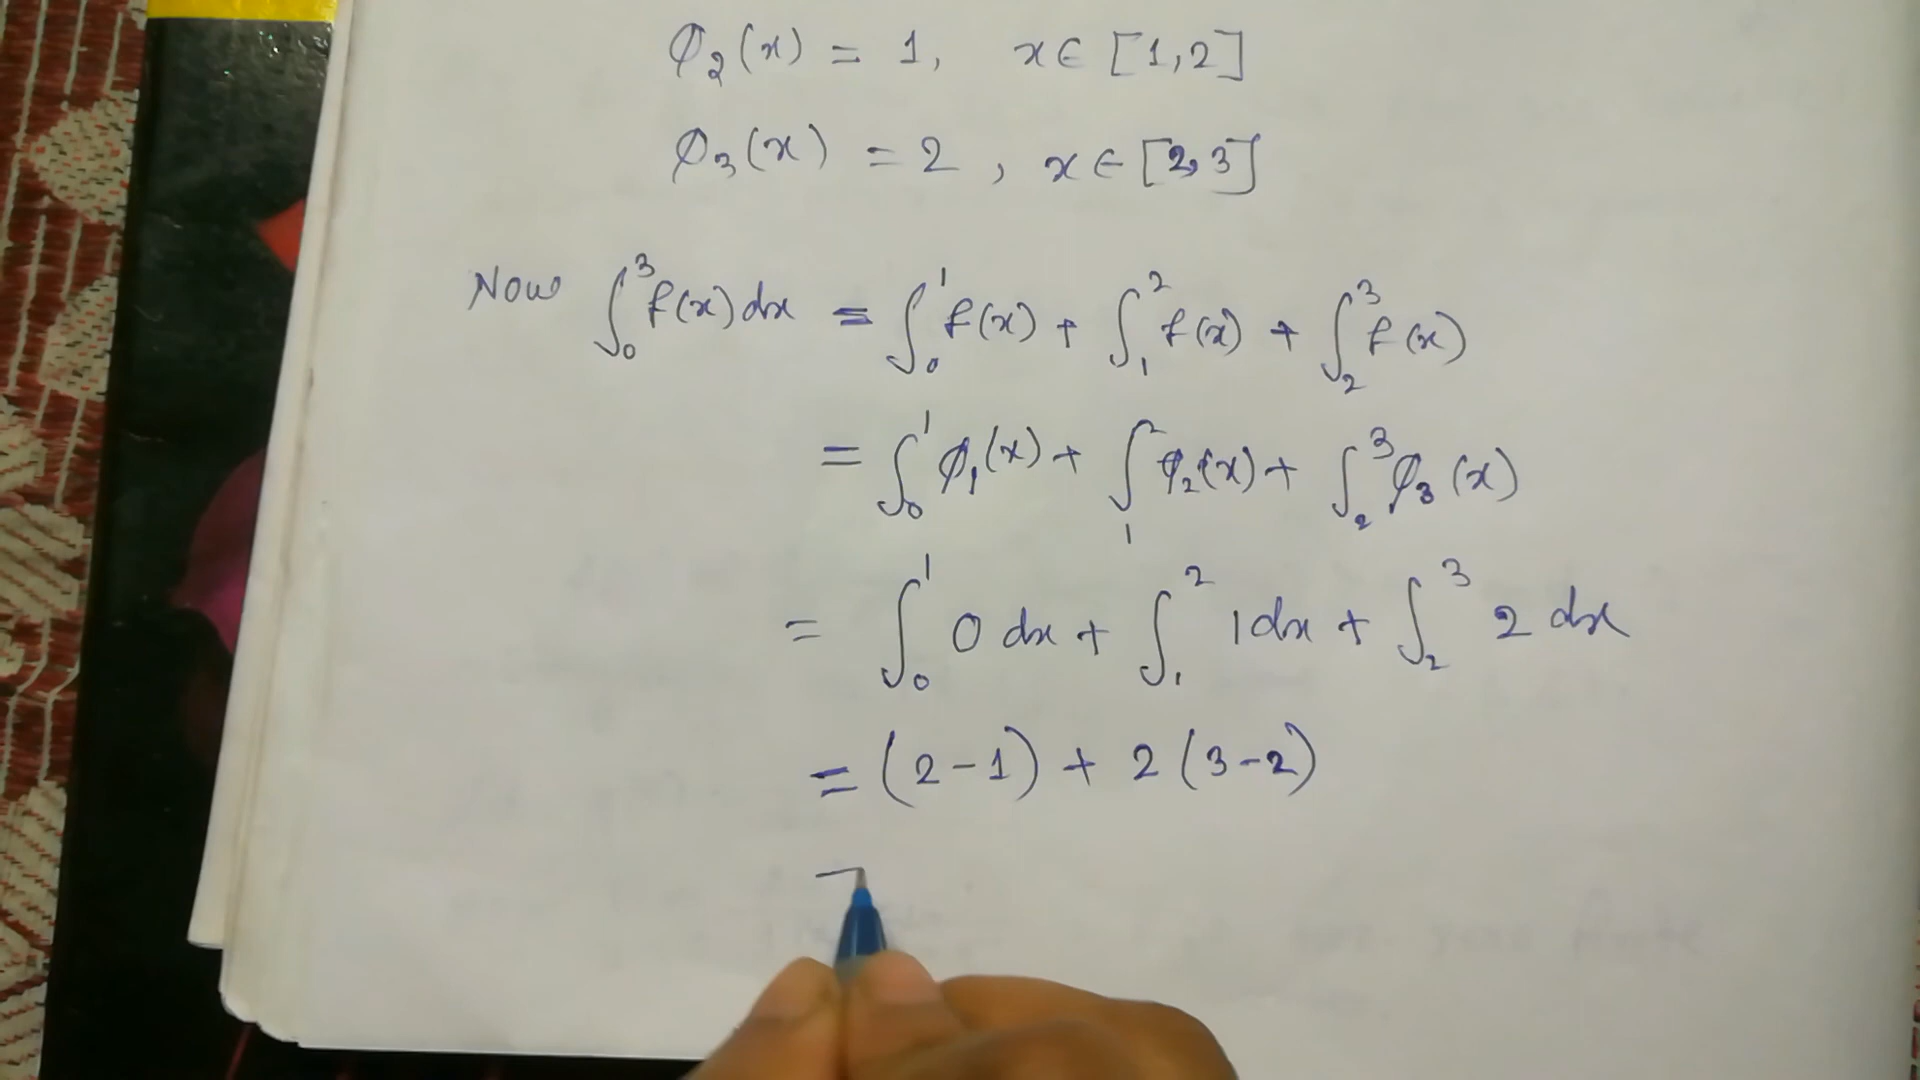 φ₂(x) = 1, x∈ [1,2]
φ₃(x) = 2 , x∈ [2,3]
Now ∫₀³ f(x) dx = ∫₀¹ f(x) + ∫₁² f(x) + ∫₂³ f(x)
= ∫₀¹ φ₁(x) + ∫₁² φ₂(x) + ∫₂³ φ₃(x)
= ∫₀¹ 0 dx + ∫₁² 1 dx + ∫₂³ 2 dx
= (2-1) + 2 (3-2)